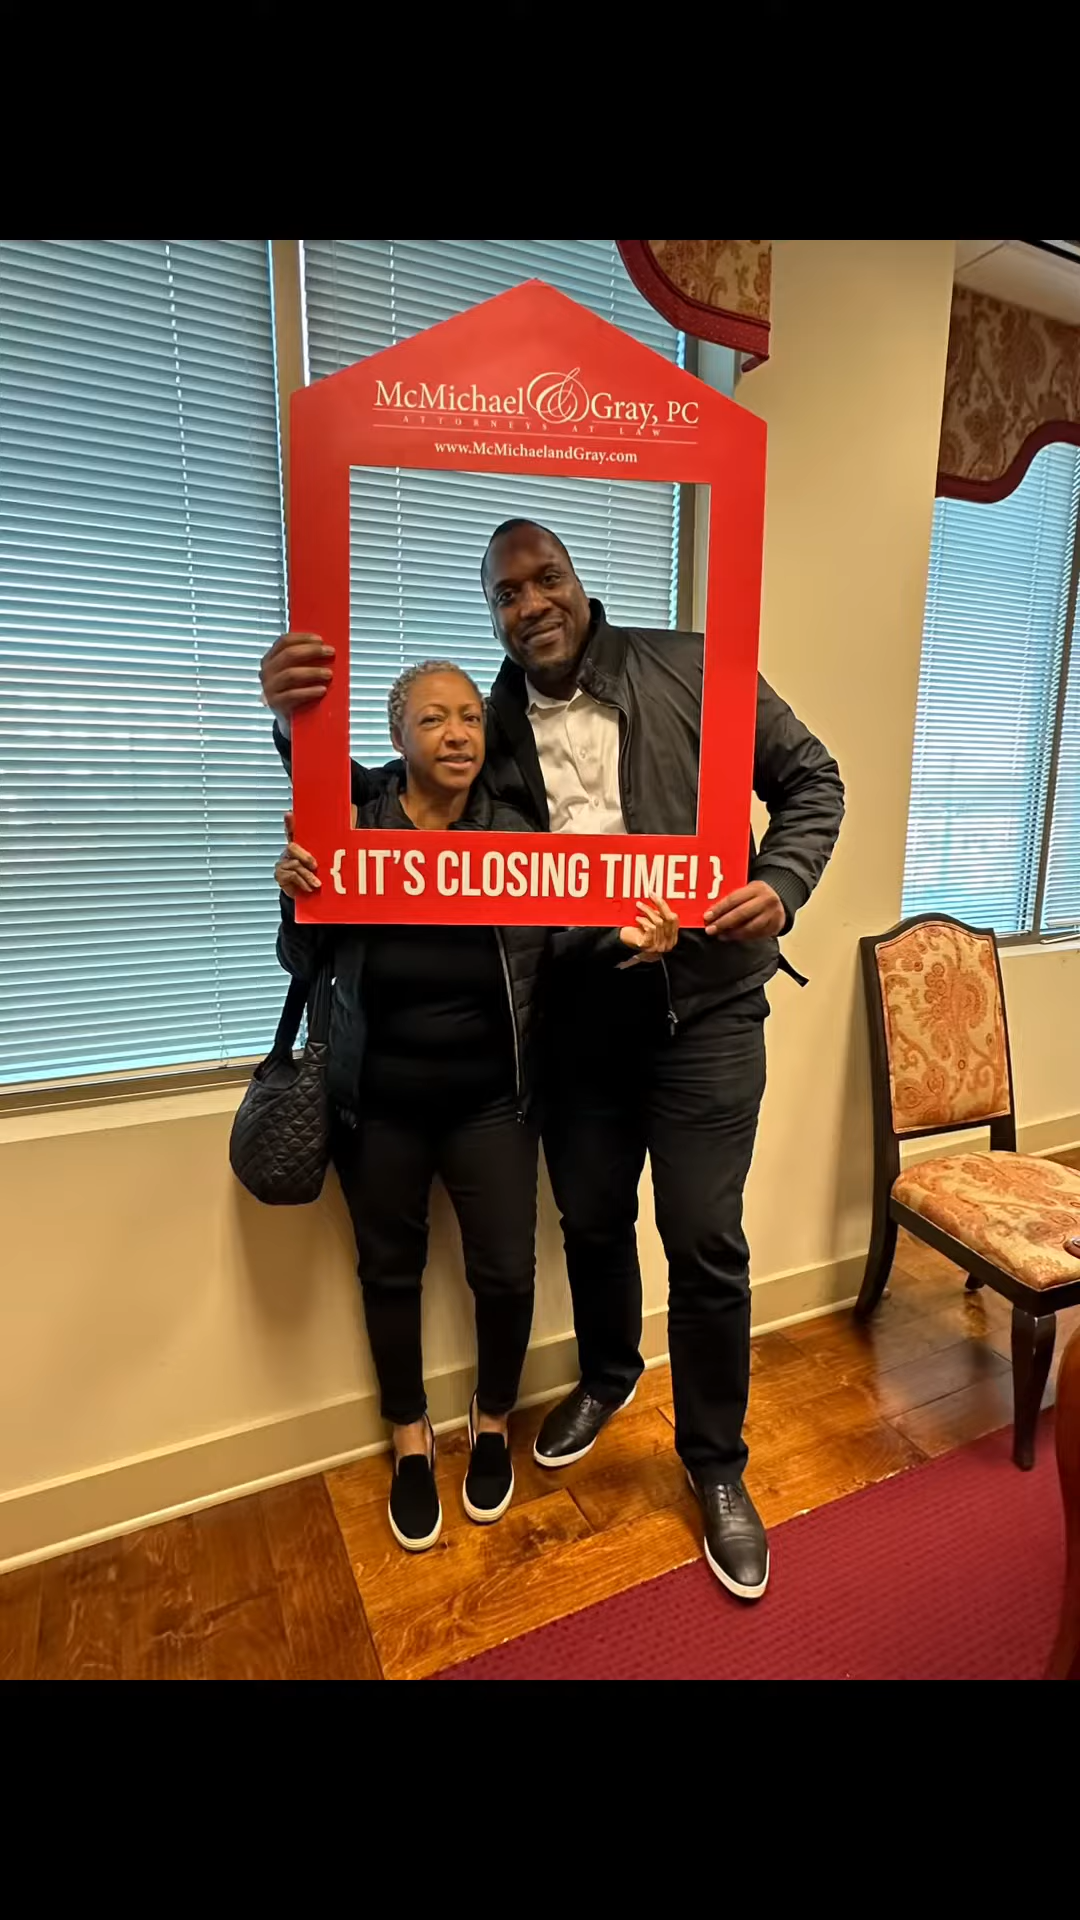 McMichael & Gray, PC
ATTORNEYS AT LAW
www.McMichaelandGray.com
{ IT'S CLOSING TIME! }